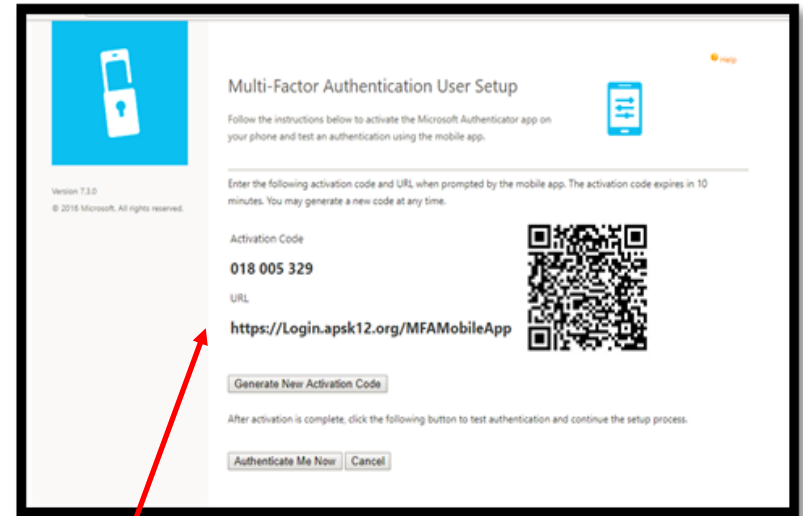 Help
Multi-Factor Authentication User Setup
Follow the instructions below to activate the Microsoft Authenticator app on
your phone and test an authentication using the mobile app.
Version 7.3.0
© 2016 Microsoft. All rights reserved.
Enter the following activation code and URL when prompted by the mobile app. The activation code expires in 10
minutes. You may generate a new code at any time.
Activation Code
018 005 329
URL
https://Login.apsk12.org/MFAMobileApp
Generate New Activation Code
After activation is complete, click the following button to test authentication and continue the setup process.
Authenticate Me Now Cancel